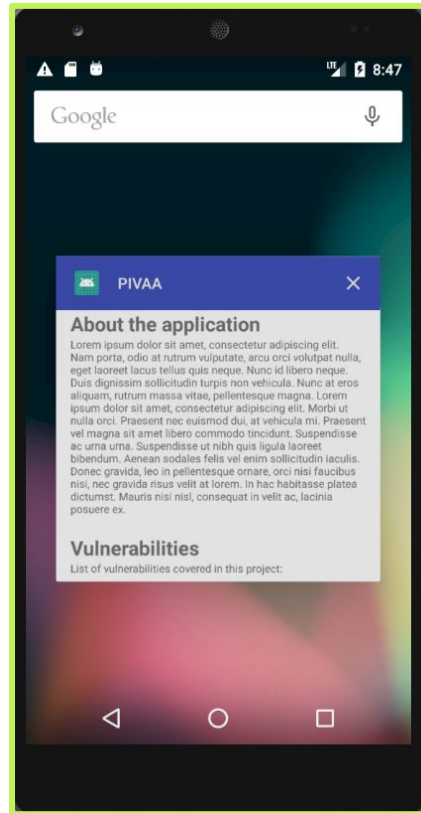 LTE 8:47
Google
PIVAA
About the application
Lorem ipsum dolor sit amet, consectetur adipiscing elit.
Nam porta, odio at rutrum vulputate, arcu orci volutpat nulla,
eget laoreet lacus tellus quis neque. Nunc id libero neque.
Duis dignissim sollicitudin turpis non vehicula. Nunc at eros
aliquam, rutrum massa vitae, pellentesque magna. Lorem
ipsum dolor sit amet, consectetur adipiscing elit. Morbi ut
nulla orci. Praesent nec euismod dui, at vehicula mi. Praesent
vel magna sit amet libero commodo tincidunt. Suspendisse
ac urna urna. Suspendisse ut nibh quis ligula laoreet
bibendum. Aenean sodales felis vel enim sollicitudin iaculis.
Donec gravida, leo in pellentesque ornare, orci nisi faucibus
nisi, nec gravida risus velit at lorem. In hac habitasse platea
dictumst. Mauris nisi nisl, consequat in velit ac, lacinia
posuere ex.
Vulnerabilities
List of vulnerabilities covered in this project: